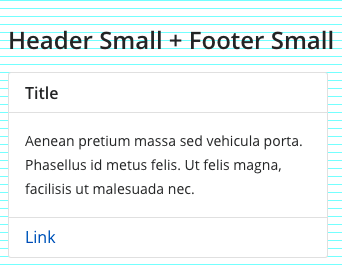 Header Small + Footer Small
Title
Aenean pretium massa sed vehicula porta.
Phasellus id metus felis. Ut felis magna,
facilisis ut malesuada nec.
Link